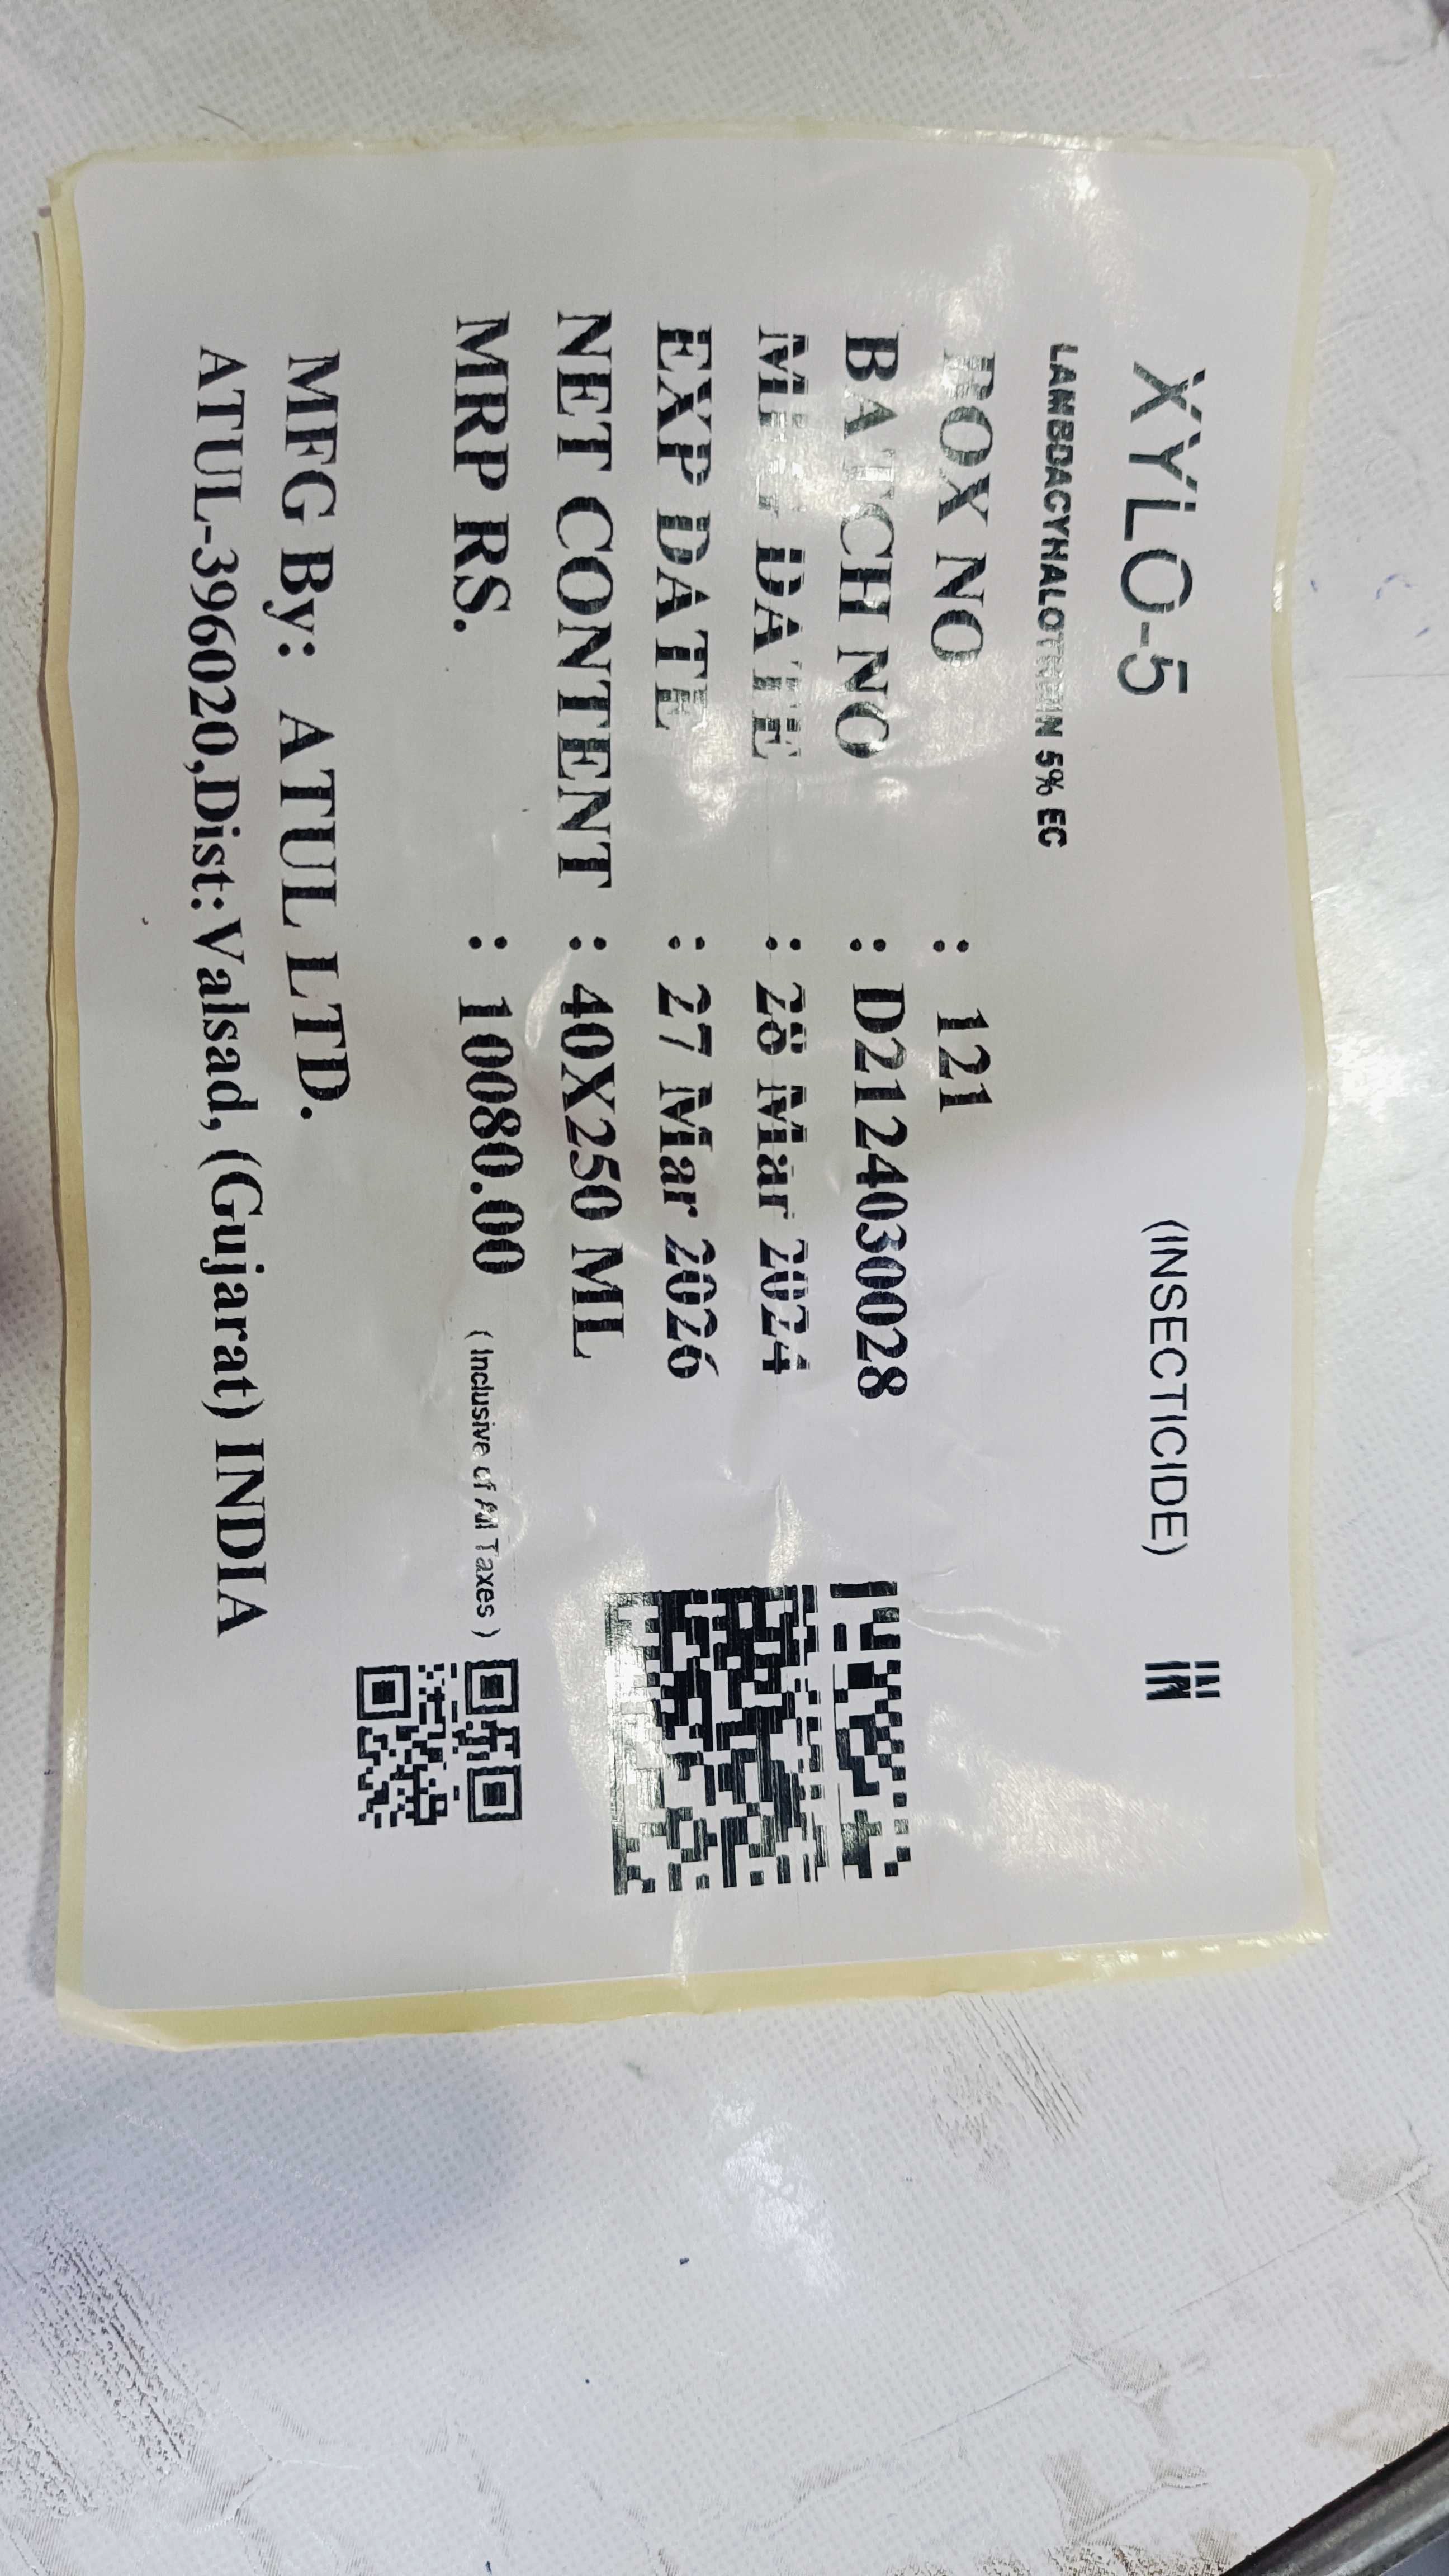 XYLO-5 (INSECTICIDE) IN
LAMBDACYHALOTHRIN 5% EC
BOX NO : 121
BATCH NO : D212403028
MFG DATE : 28 Mar 2024
EXP DATE : 27 Mar 2026
NET CONTENT : 40X250 ML
MRP RS. : 10080.00 ( Inclusive of All Taxes )
MFG By: ATUL LTD.
ATUL-396020,Dist:Valsad, (Gujarat) INDIA